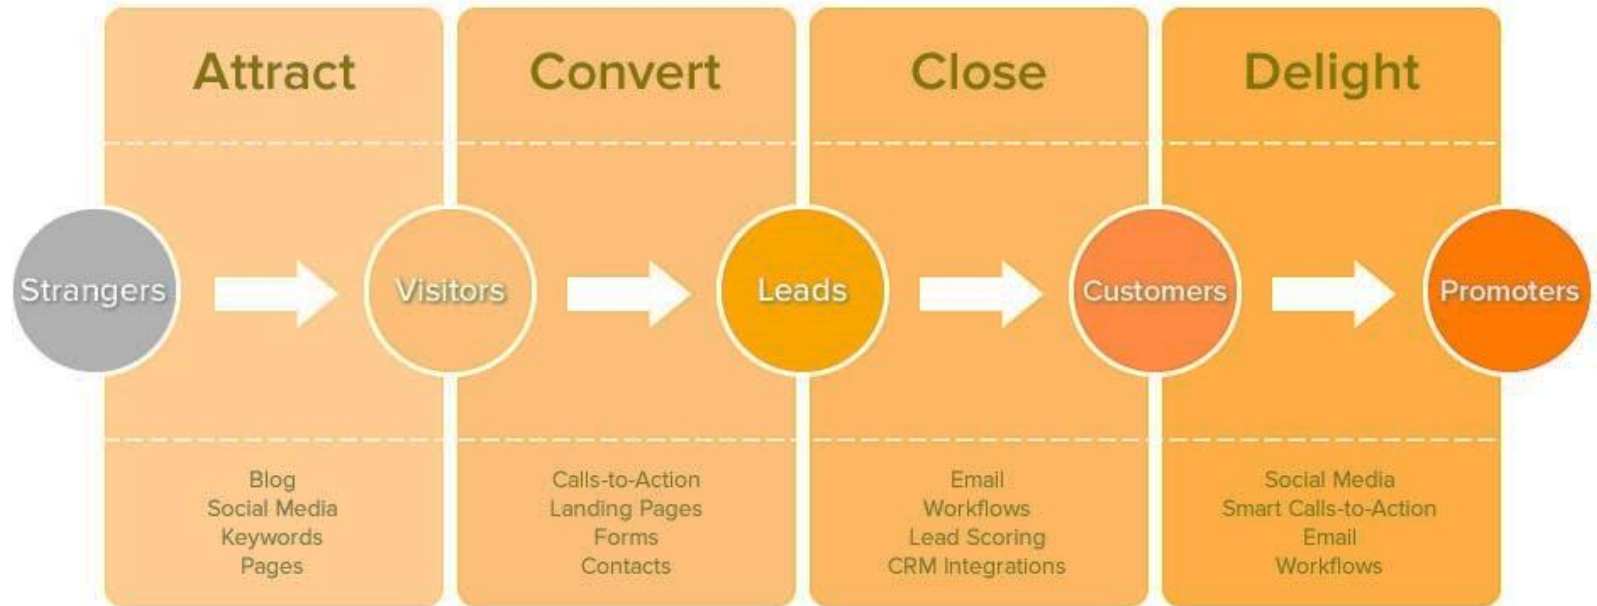 Attract
Convert
Close
Delight
Strangers
Visitors
Leads
Customers
Promoters
Blog
Social Media
Keywords
Pages
Calls-to-Action
Landing Pages
Forms
Contacts
Email
Workflows
Lead Scoring
CRM Integrations
Social Media
Smart Calls-to-Action
Email
Workflows